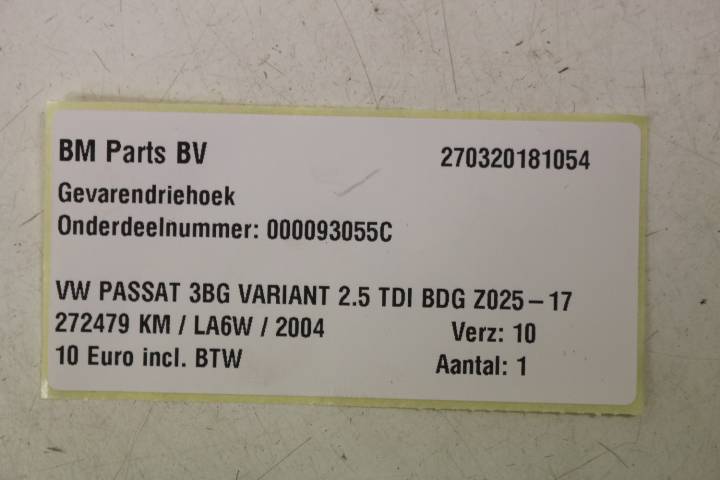 BM Parts BV 270320181054
Gevarendriehoek
Onderdeelnummer: 000093055C
VW PASSAT 3BG VARIANT 2.5 TDI BDG Z025-17
272479 KM / LA6W / 2004 Verz: 10
10 Euro incl. BTW Aantal: 1